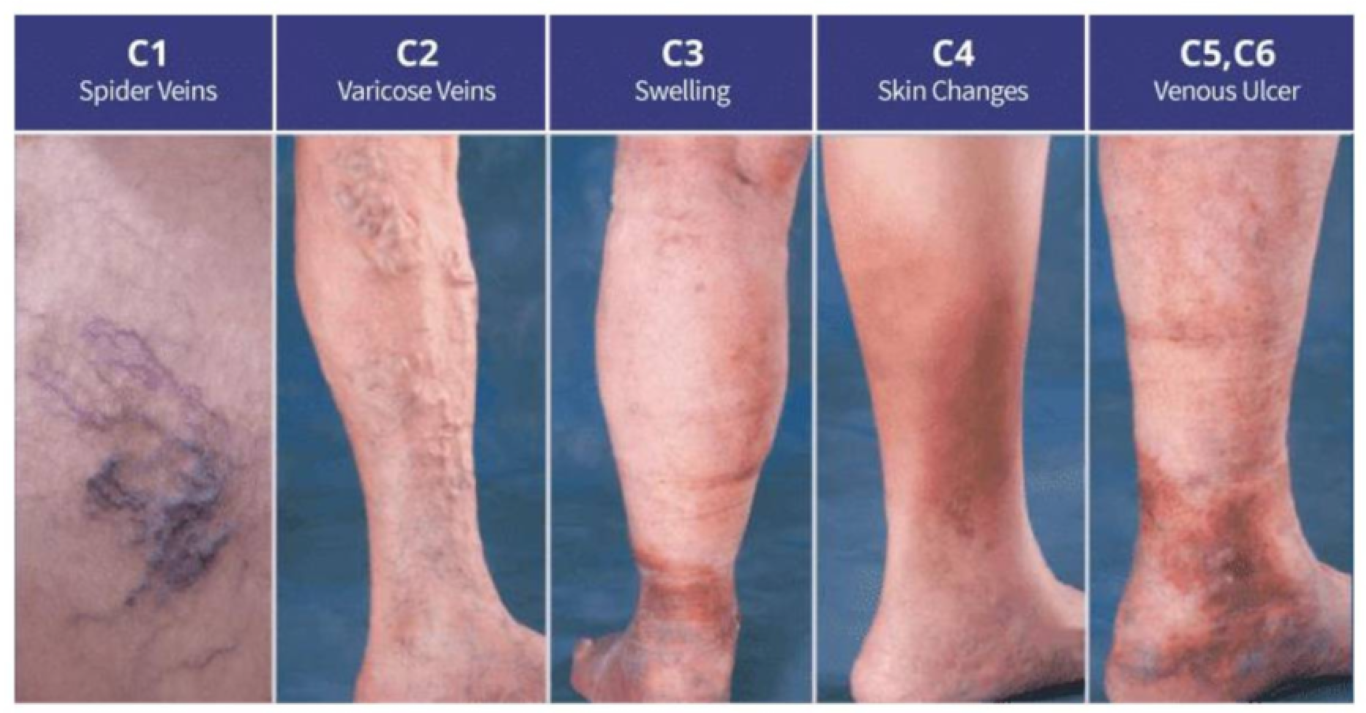 C1
Spider Veins
C2
Varicose Veins
C3
Swelling
C4
Skin Changes
C5,C6
Venous Ulcer